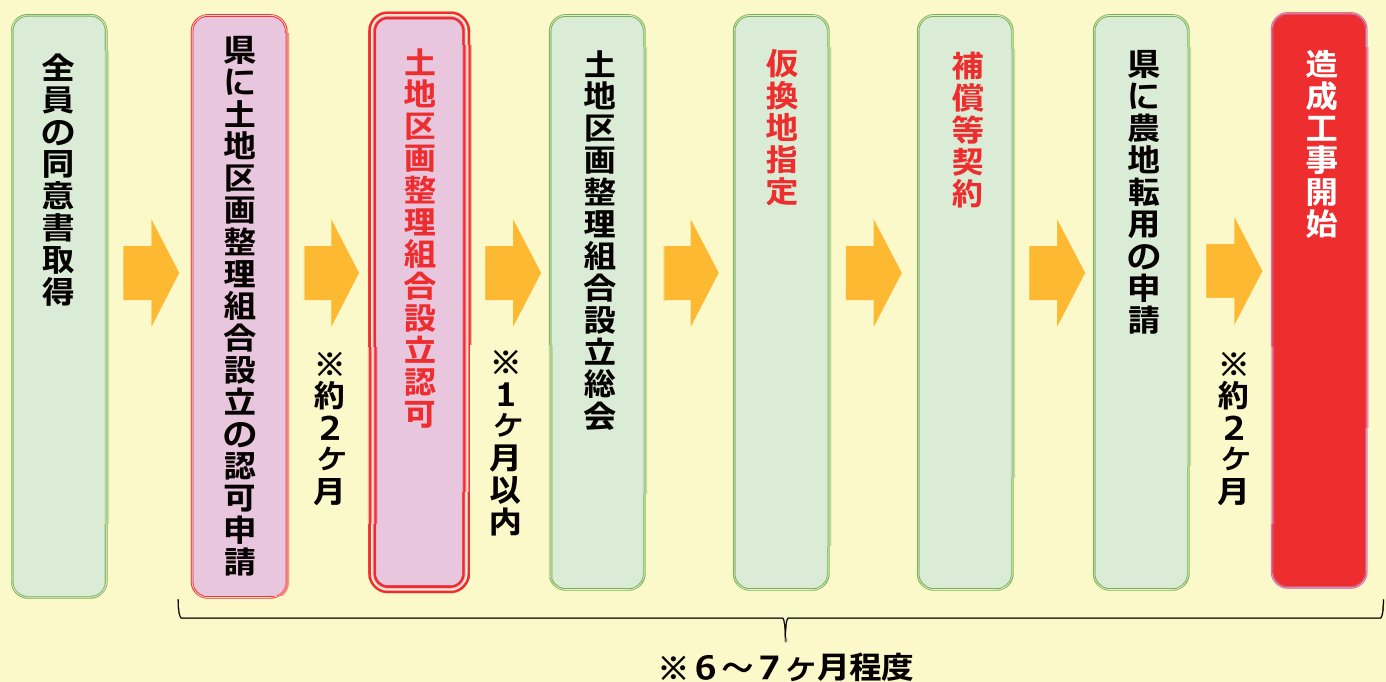 全員の同意書取得
県に土地区画整理組合設立の認可申請
※約2ケ月
土地区画整理組合設立認可
※1ケ月以内
土地区画整理組合設立総会
仮換地指定
補償等契約
県に農地転用の申請
※約2ケ月
造成工事開始
※6～7ケ月程度